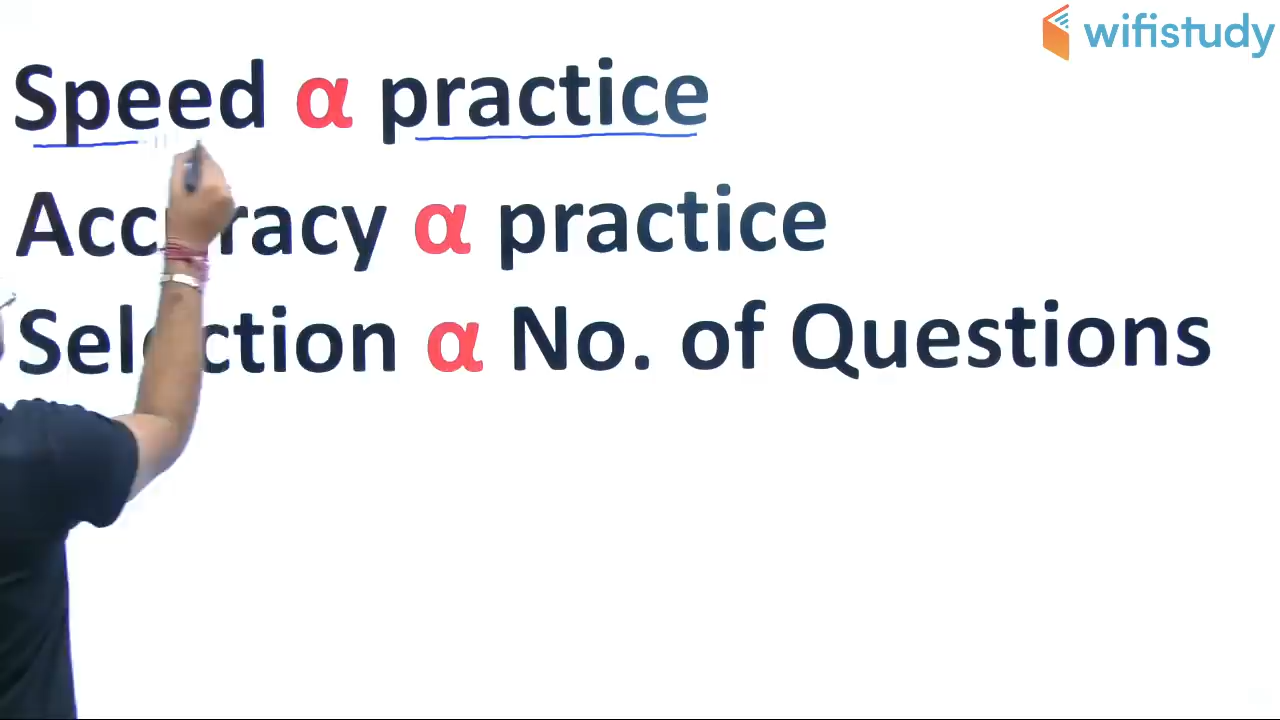 wifistudy
Speed α practice
Accuracy α practice
Selection α No. of Questions